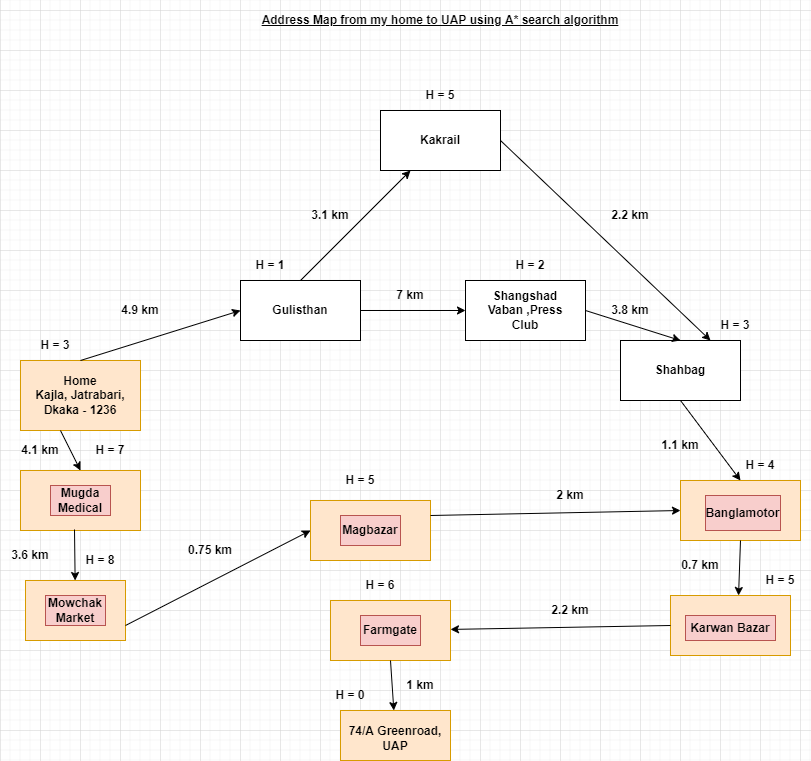 Address Map from my home to UAP using A* search algorithm
H = 5
Kakrail
3.1 km
2.2 km
H = 1
H = 2
Gulisthan
7 km
Shangshad
Vaban ,Press
Club
4.9 km
3.8 km
H = 3
H = 3
Shahbag
Home
Kajla, Jatrabari,
Dkaka - 1236
4.1 km
H = 7
1.1 km
H = 4
Mugda
Medical
H = 5
2 km
Magbazar
Banglamotor
3.6 km
H = 8
0.75 km
0.7 km
H = 5
Mowchak
Market
H = 6
2.2 km
Farmgate
Karwan Bazar
1 km
H = 0
74/A Greenroad,
UAP